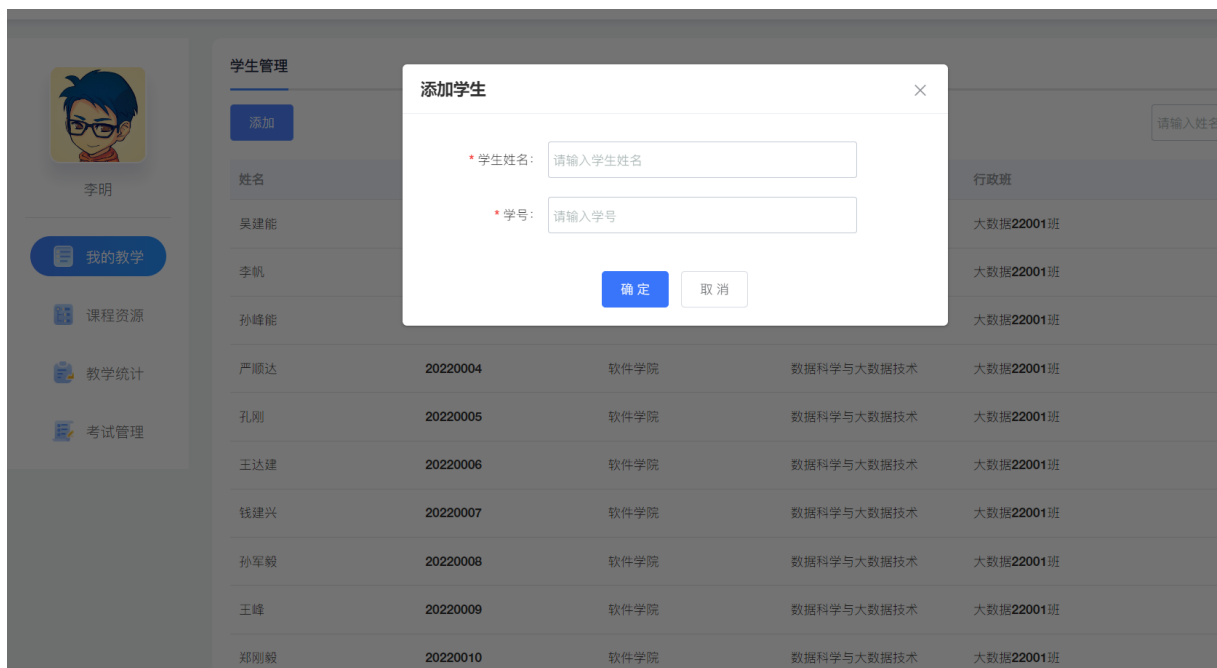 学生管理
添加学生
添加
请输入姓名
* 学生姓名： 请输入学生姓名
* 学号： 请输入学号
确 定 取 消
李明
我的教学
课程资源
教学统计
考试管理
姓名 行政班
吴建能 大数据22001班
李帆 大数据22001班
孙峰能 大数据22001班
严顺达 20220004 软件学院 数据科学与大数据技术 大数据22001班
孔刚 20220005 软件学院 数据科学与大数据技术 大数据22001班
王达建 20220006 软件学院 数据科学与大数据技术 大数据22001班
钱建兴 20220007 软件学院 数据科学与大数据技术 大数据22001班
孙军毅 20220008 软件学院 数据科学与大数据技术 大数据22001班
王峰 20220009 软件学院 数据科学与大数据技术 大数据22001班
郑刚毅 20220010 软件学院 数据科学与大数据技术 大数据22001班